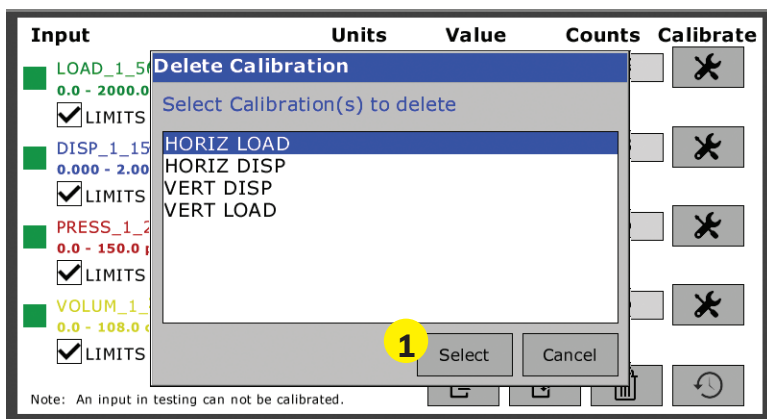 Input Units Value Counts Calibrate
Delete Calibration
Select Calibration(s) to delete
HORIZ LOAD
HORIZ DISP
VERT DISP
VERT LOAD
1 Select Cancel
LOAD_1_5
0.0 - 2000.0
LIMITS
DISP_1_15
0.000 - 2.00
LIMITS
PRESS_1_2
0.0 - 150.0
LIMITS
VOLUM_1_
0.0 - 108.0
LIMITS
Note: An input in testing can not be calibrated.